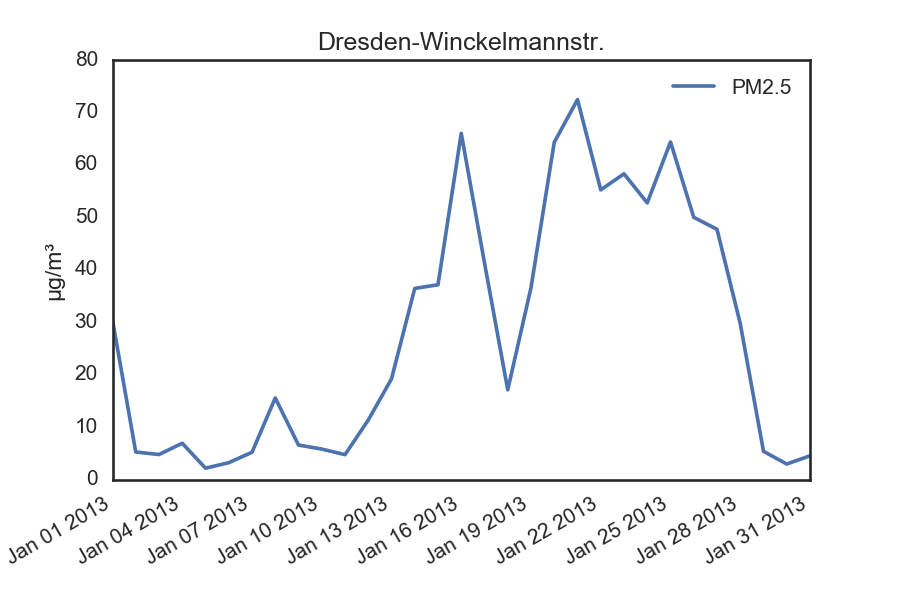 Dresden-Winckelmannstr.
80
70
60
50
40
30
20
10
0
µg/m³
PM2.5
Jan 01 2013
Jan 04 2013
Jan 07 2013
Jan 10 2013
Jan 13 2013
Jan 16 2013
Jan 19 2013
Jan 22 2013
Jan 25 2013
Jan 28 2013
Jan 31 2013